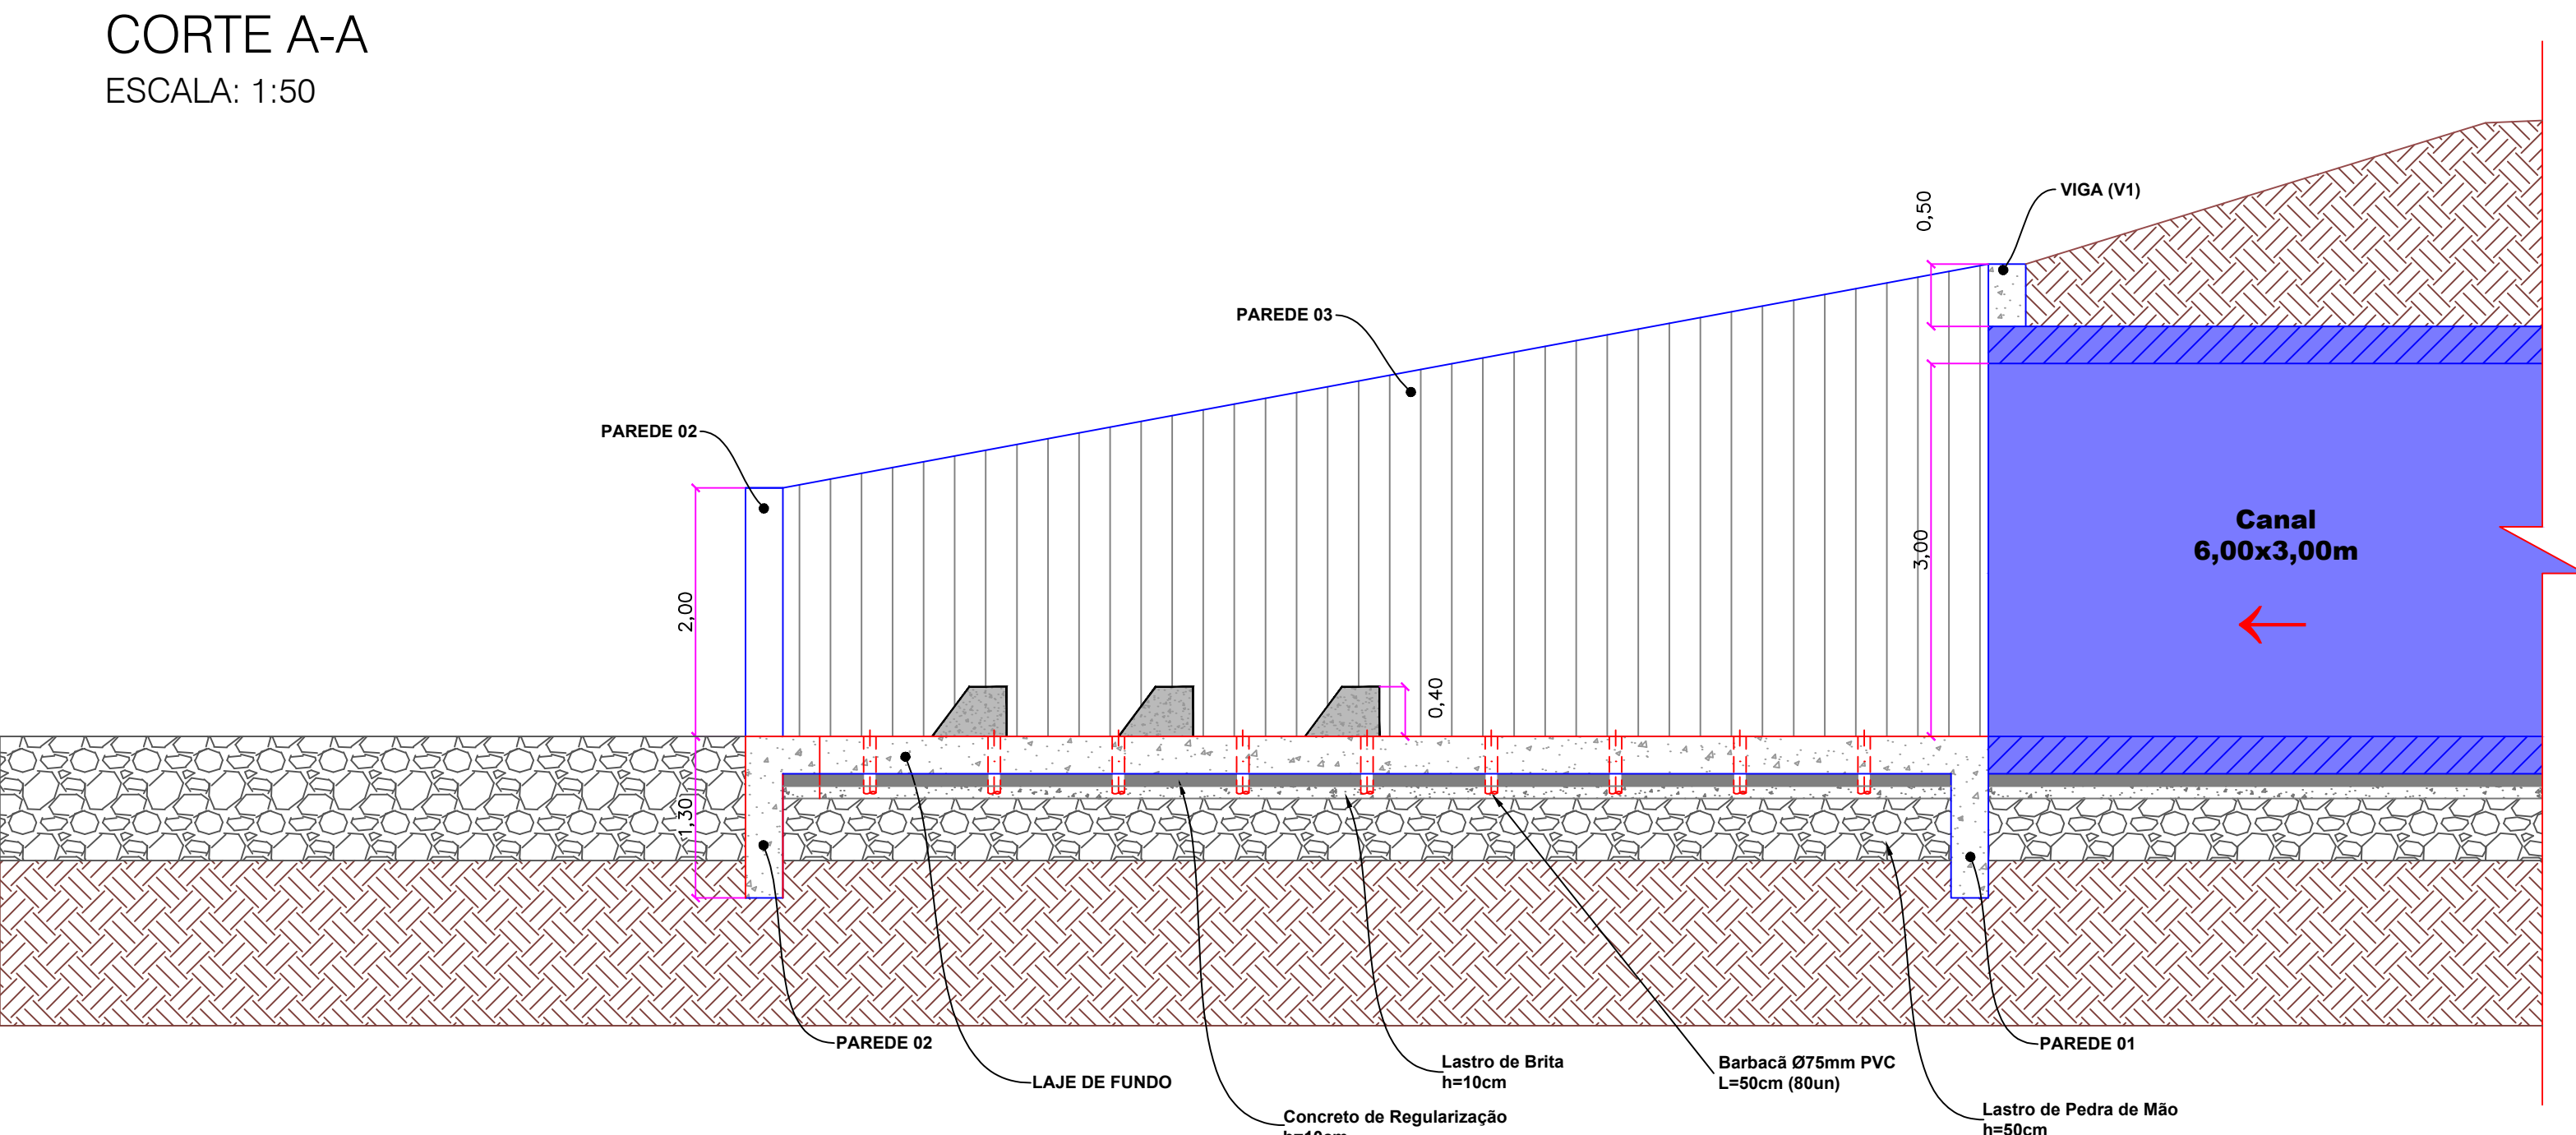 CORTE A-A
ESCALA: 1:50
VIGA (V1)
0,50
PAREDE 03
PAREDE 02
Canal
6,00x3,00m
3,00
2,00
0,40
1,30
PAREDE 02
PAREDE 01
LAJE DE FUNDO
Lastro de Brita
h=10cm
Barbacã Ø75mm PVC
L=50cm (80un)
Concreto de Regularização
h=10cm
Lastro de Pedra de Mão
h=50cm